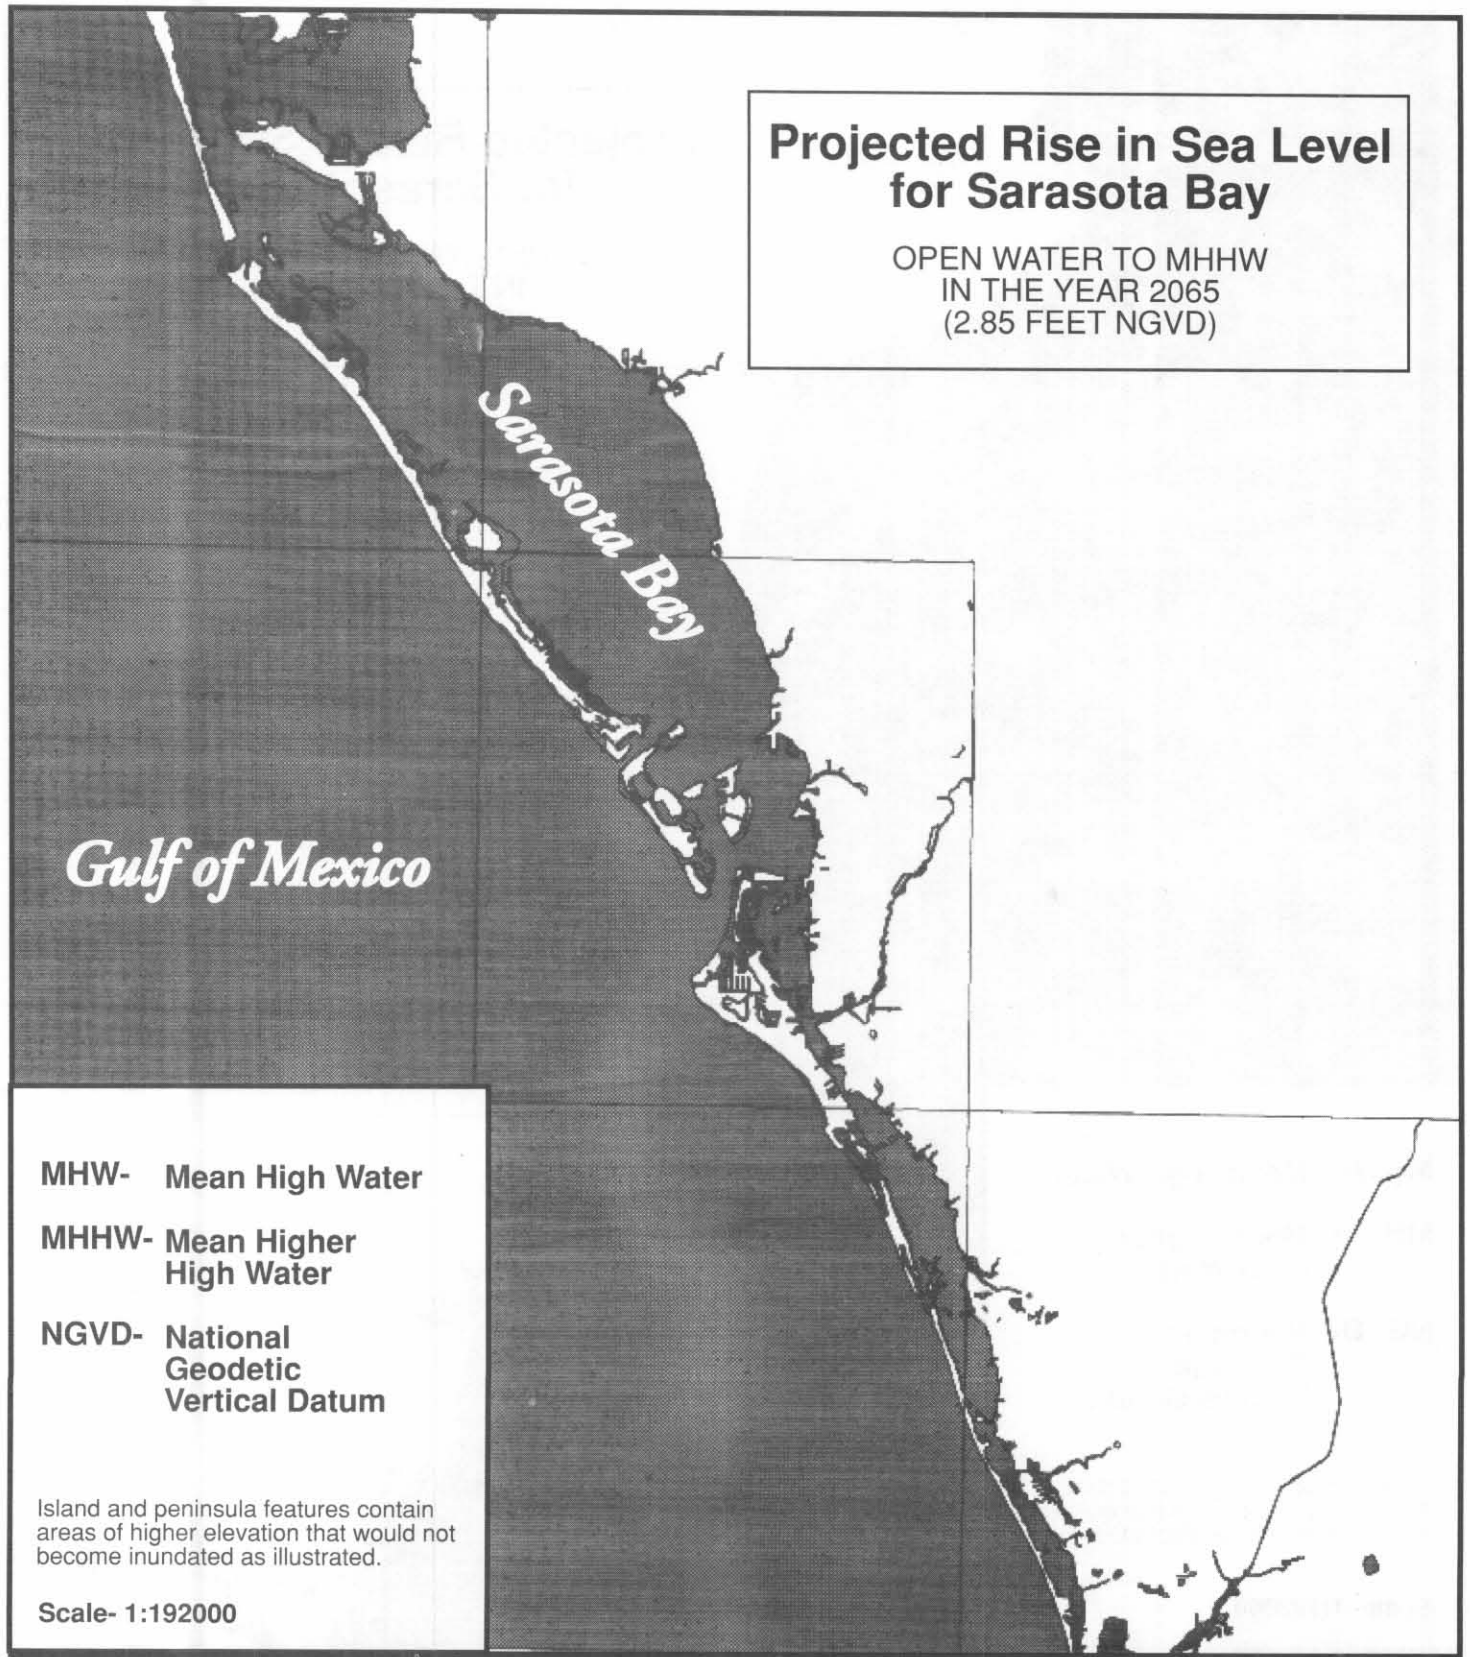 Projected Rise in Sea Level
for Sarasota Bay
OPEN WATER TO MHHW
IN THE YEAR 2065
(2.85 FEET NGVD)
Sarasota Bay
Gulf of Mexico
MHW- Mean High Water
MHHW- Mean Higher
High Water
NGVD- National
Geodetic
Vertical Datum
Island and peninsula features contain
areas of higher elevation that would not
become inundated as illustrated.
Scale- 1:192000